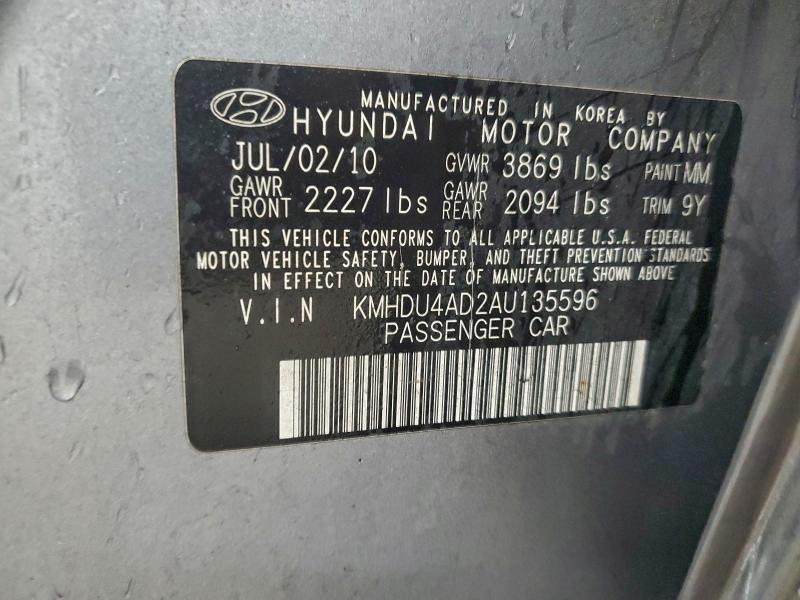 MANUFACTURED IN KOREA BY
HYUNDAI MOTOR COMPANY
JUL/02/10 GVWR 3869 lbs PAINT MM
GAWR FRONT 2227 lbs GAWR REAR 2094 lbs TRIM 9Y
THIS VEHICLE CONFORMS TO ALL APPLICABLE U.S.A. FEDERAL
MOTOR VEHICLE SAFETY, BUMPER, AND THEFT PREVENTION STANDARDS
IN EFFECT ON THE DATE OF MANUFACTURE SHOWN ABOVE
V.I.N KMHDU4AD2AU135596
PASSENGER CAR